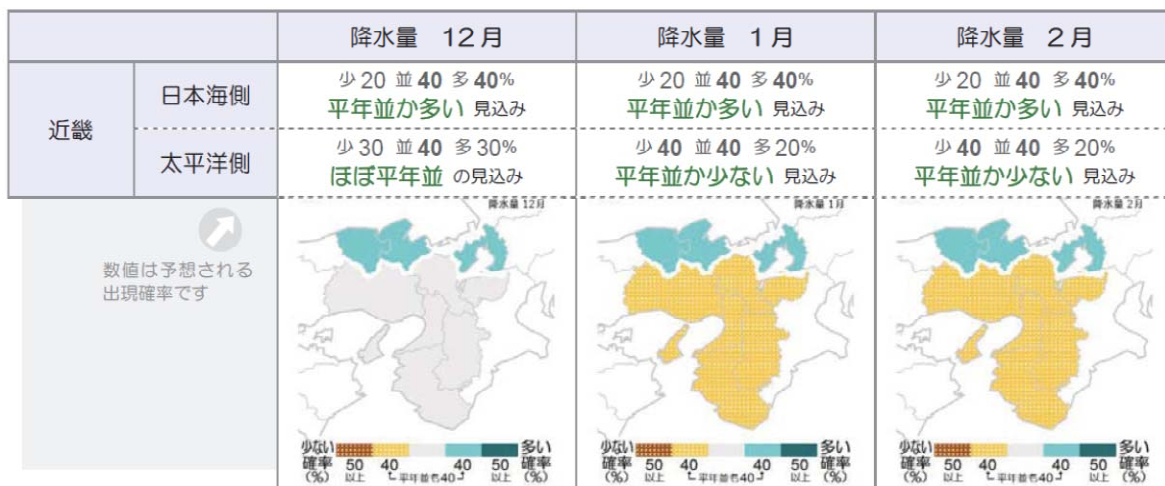 降水量 12月 降水量 1月 降水量 2月
近畿
日本海側
少20 並40 多40% 少20 並40 多40% 少20 並40 多40%
平年並か多い 見込み 平年並か多い 見込み 平年並か多い 見込み
太平洋側
少30 並40 多30% 少40 並40 多20% 少40 並40 多20%
ほぼ平年並 の見込み 平年並か少ない 見込み 平年並か少ない 見込み
数値は予想される
出現確率です
降水量 12月 降水量 1月 降水量 2月
少ない 多い 少ない 多い 少ない 多い
確率 50 40 40 50 確率 確率 50 40 40 50 確率 確率 50 40 40 50 確率
(%) 以上 平年並も40 以上 (%) (%) 以上 平年並も40 以上 (%) (%) 以上 平年並も40 以上 (%)